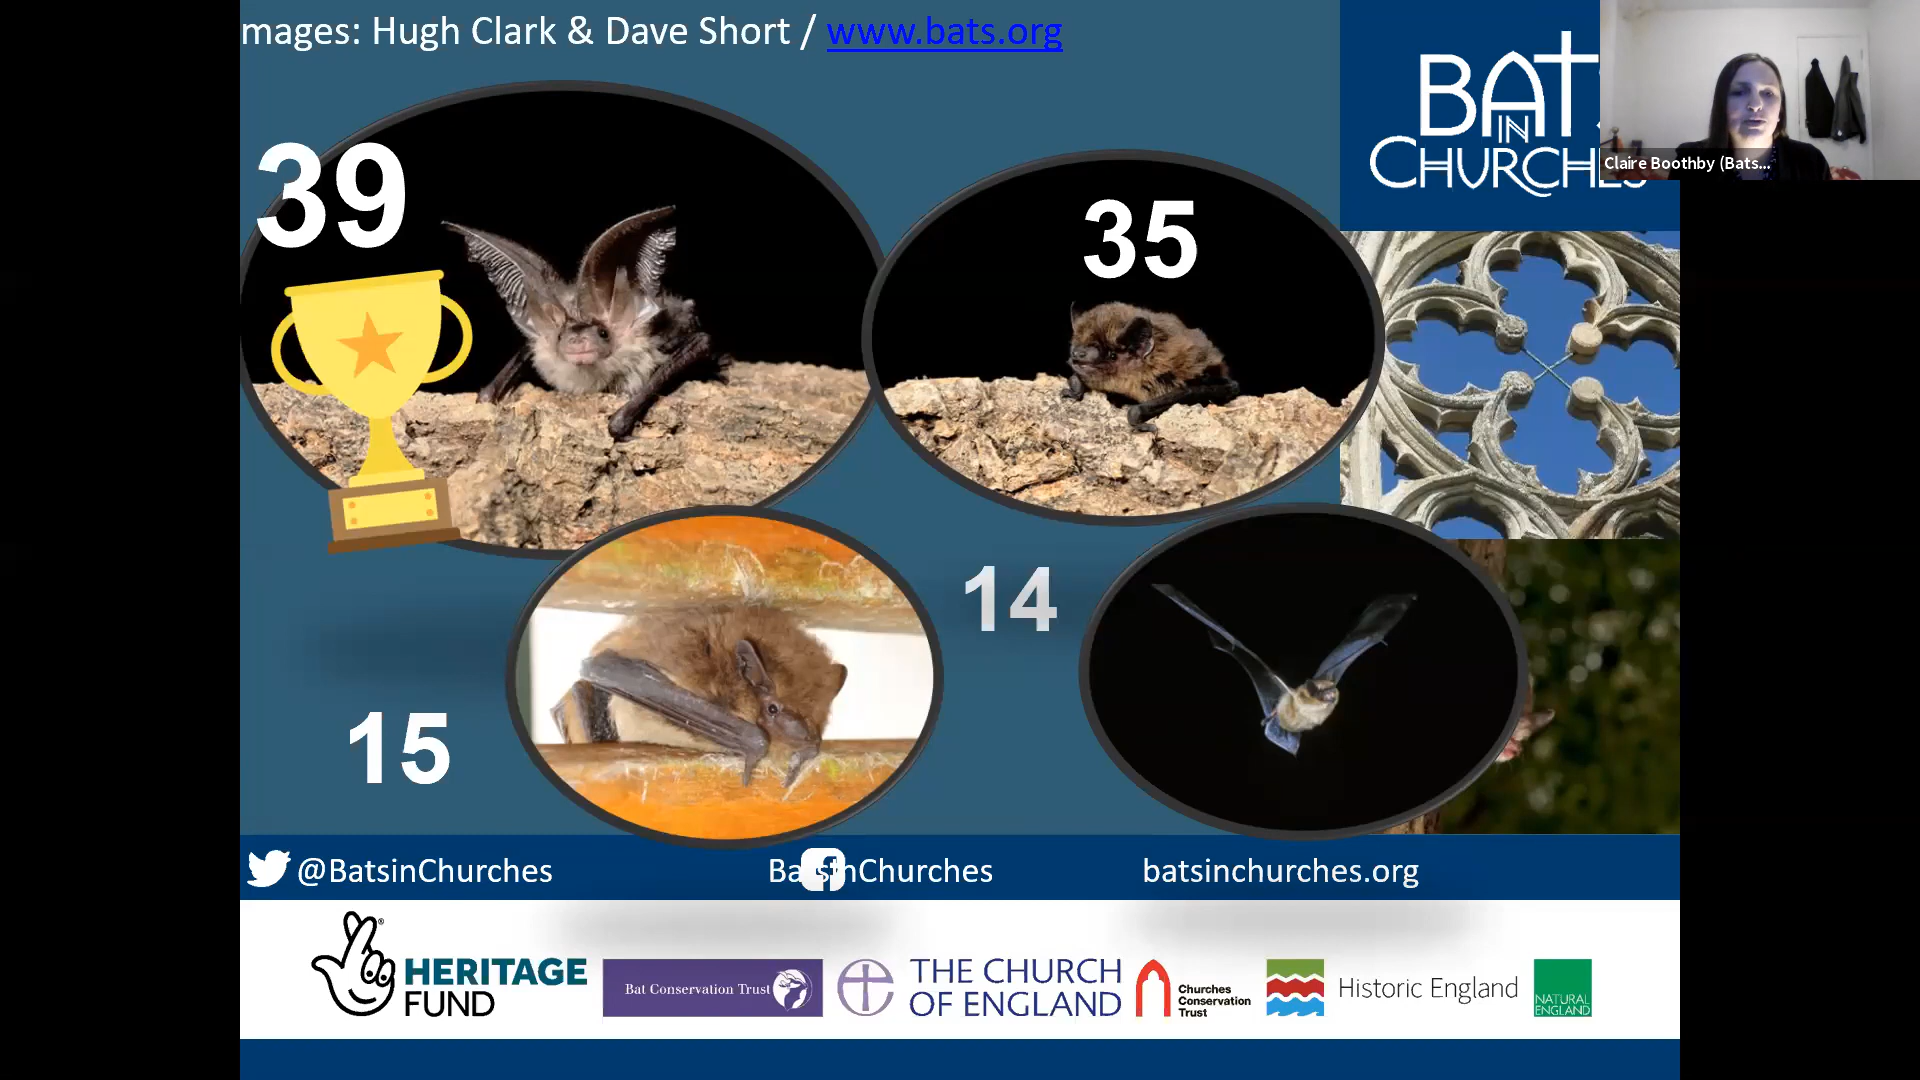 mages: Hugh Clark & Dave Short / www.bats.org
BATS
IN
CHURCHES
Claire Boothby (Bats...
39
35
14
15
@BatsinChurches
BatsinChurches
batsinchurches.org
HERITAGE
FUND
Bat Conservation Trust
THE CHURCH
OF ENGLAND
Churches
Conservation
Trust
Historic England
NATURAL
ENGLAND